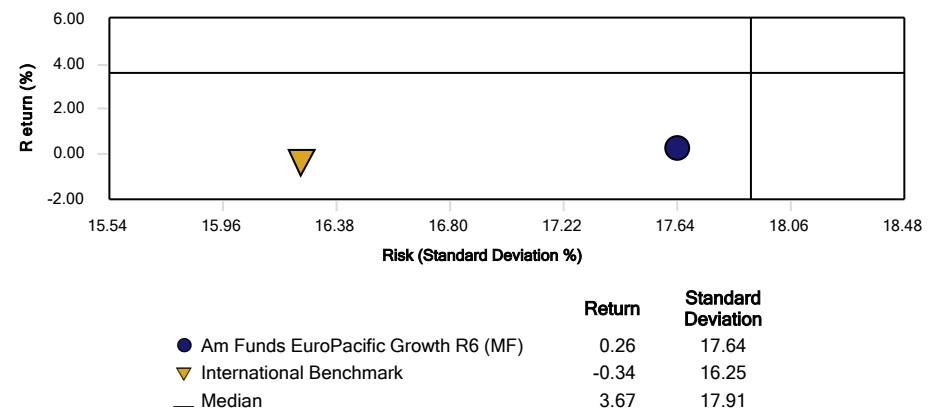 6.00
4.00
2.00
0.00
-2.00
Return (%)
15.54 15.96 16.38 16.80 17.22 17.64 18.06 18.48
Risk (Standard Deviation %)
Return Standard Deviation
Am Funds EuroPacific Growth R6 (MF) 0.26 17.64
International Benchmark -0.34 16.25
Median 3.67 17.91